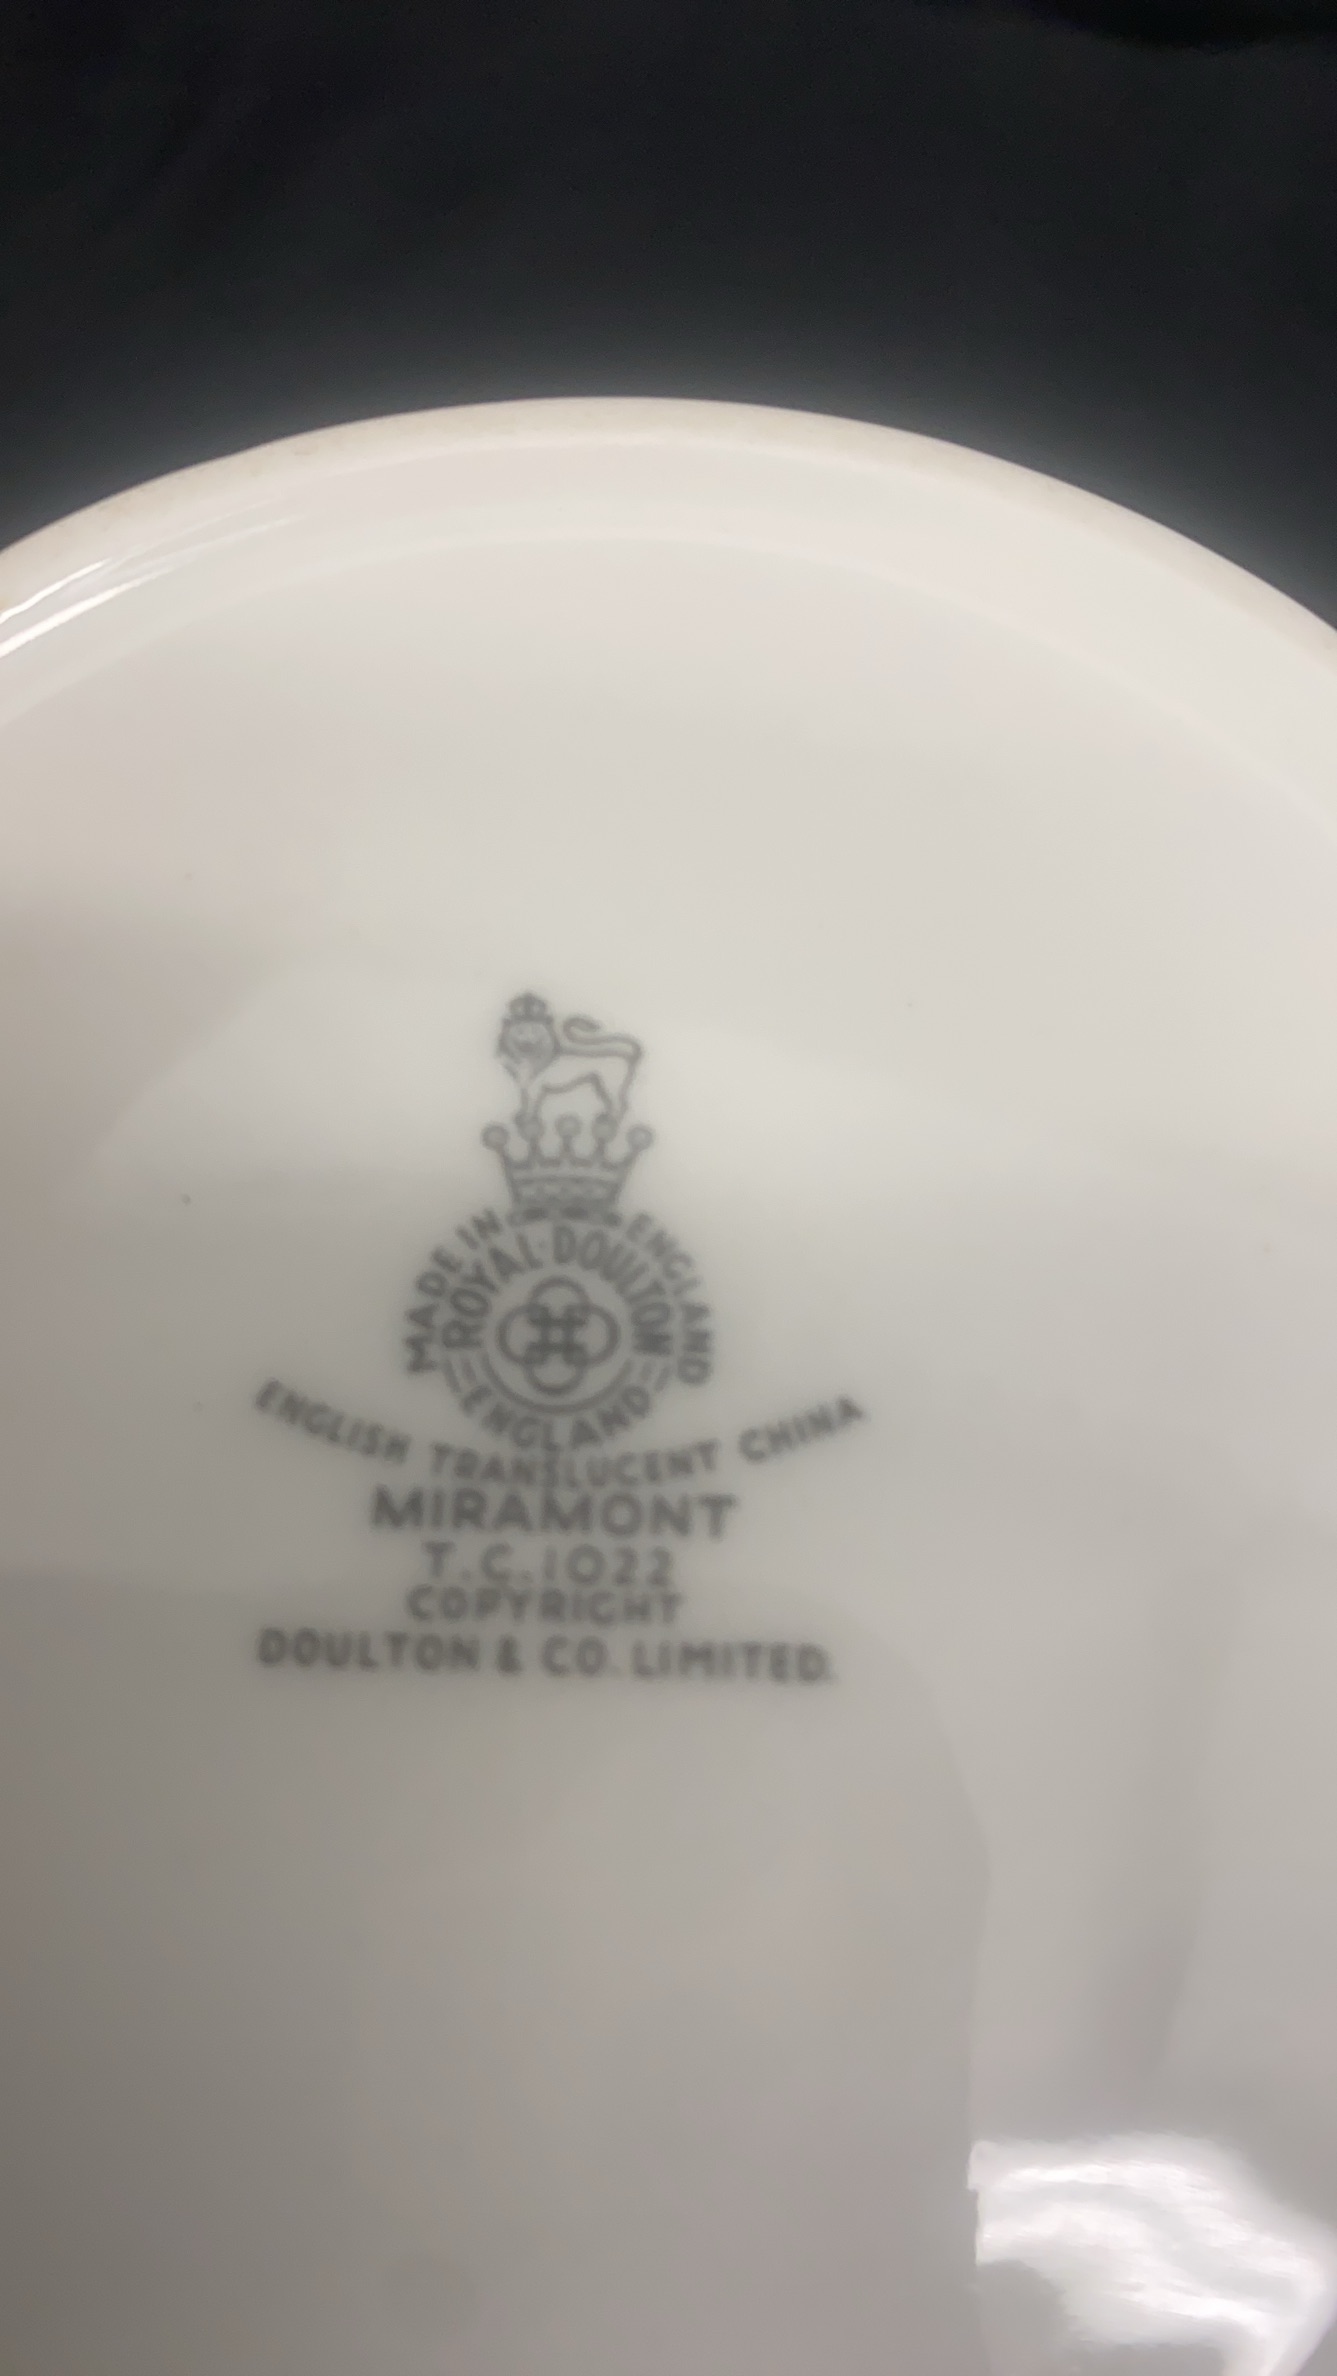 MADE IN ENGLAND
ROYAL·DOULTON
ENGLAND
ENGLISH TRANSLUCENT CHINA
MIRAMONT
T.C.1022
COPYRIGHT
DOULTON & CO. LIMITED.